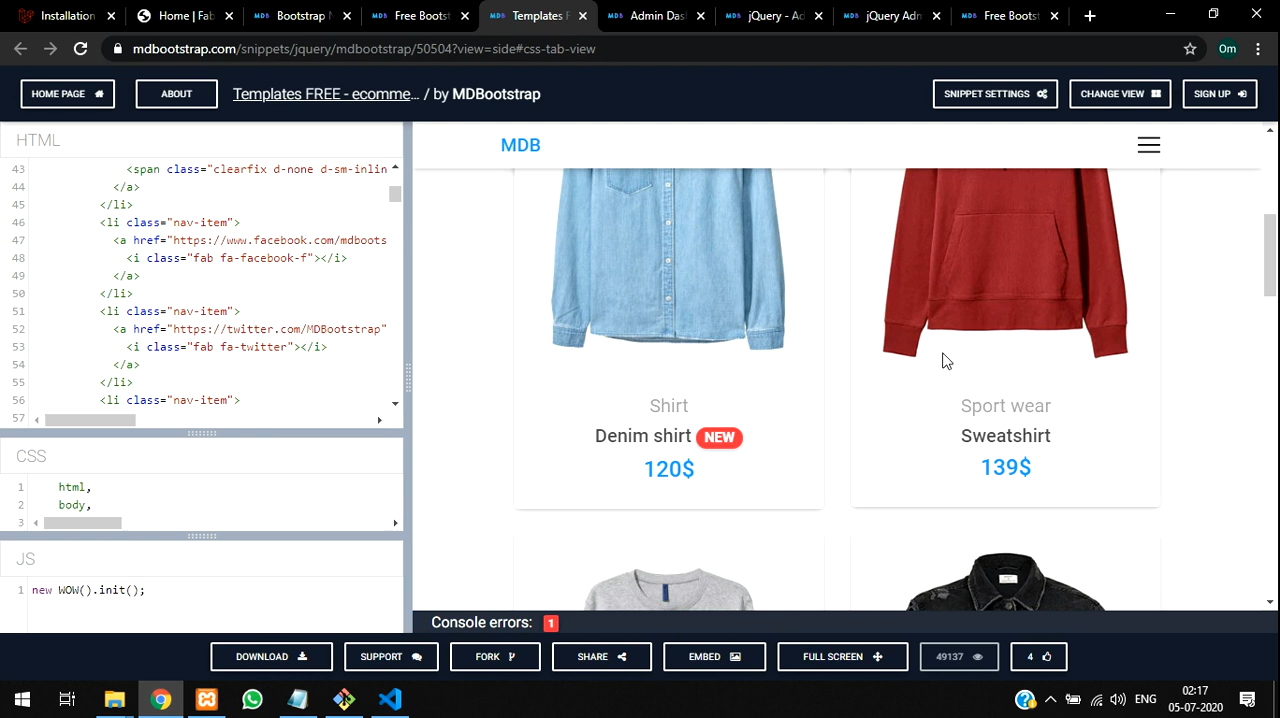 Installation
Home | Fab
Bootstrap N
Free Bootst
Templates F
Admin Das
jQuery - Ad
jQuery Adm
Free Bootst
mdbootstrap.com/snippets/jquery/mdbootstrap/50504?view=side#css-tab-view
Om
HOME PAGE
ABOUT
Templates FREE - ecomme... / by MDBootstrap
SNIPPET SETTINGS
CHANGE VIEW
SIGN UP
HTML
43 <span class="clearfix d-none d-sm-inlin
44 </a>
45 </li>
46 <li class="nav-item">
47 <a href="https://www.facebook.com/mdboots
48 <i class="fab fa-facebook-f"></i>
49 </a>
50 </li>
51 <li class="nav-item">
52 <a href="https://twitter.com/MDBootstrap"
53 <i class="fab fa-twitter"></i>
54 </a>
55 </li>
56 <li class="nav-item">
57
CSS
1 html,
2 body,
3
JS
1 new WOW().init();
MDB
Shirt
Denim shirt NEW
120$
Sport wear
Sweatshirt
139$
Console errors: 1
DOWNLOAD
SUPPORT
FORK
SHARE
EMBED
FULL SCREEN
49137
4
ENG
02:17
05-07-2020